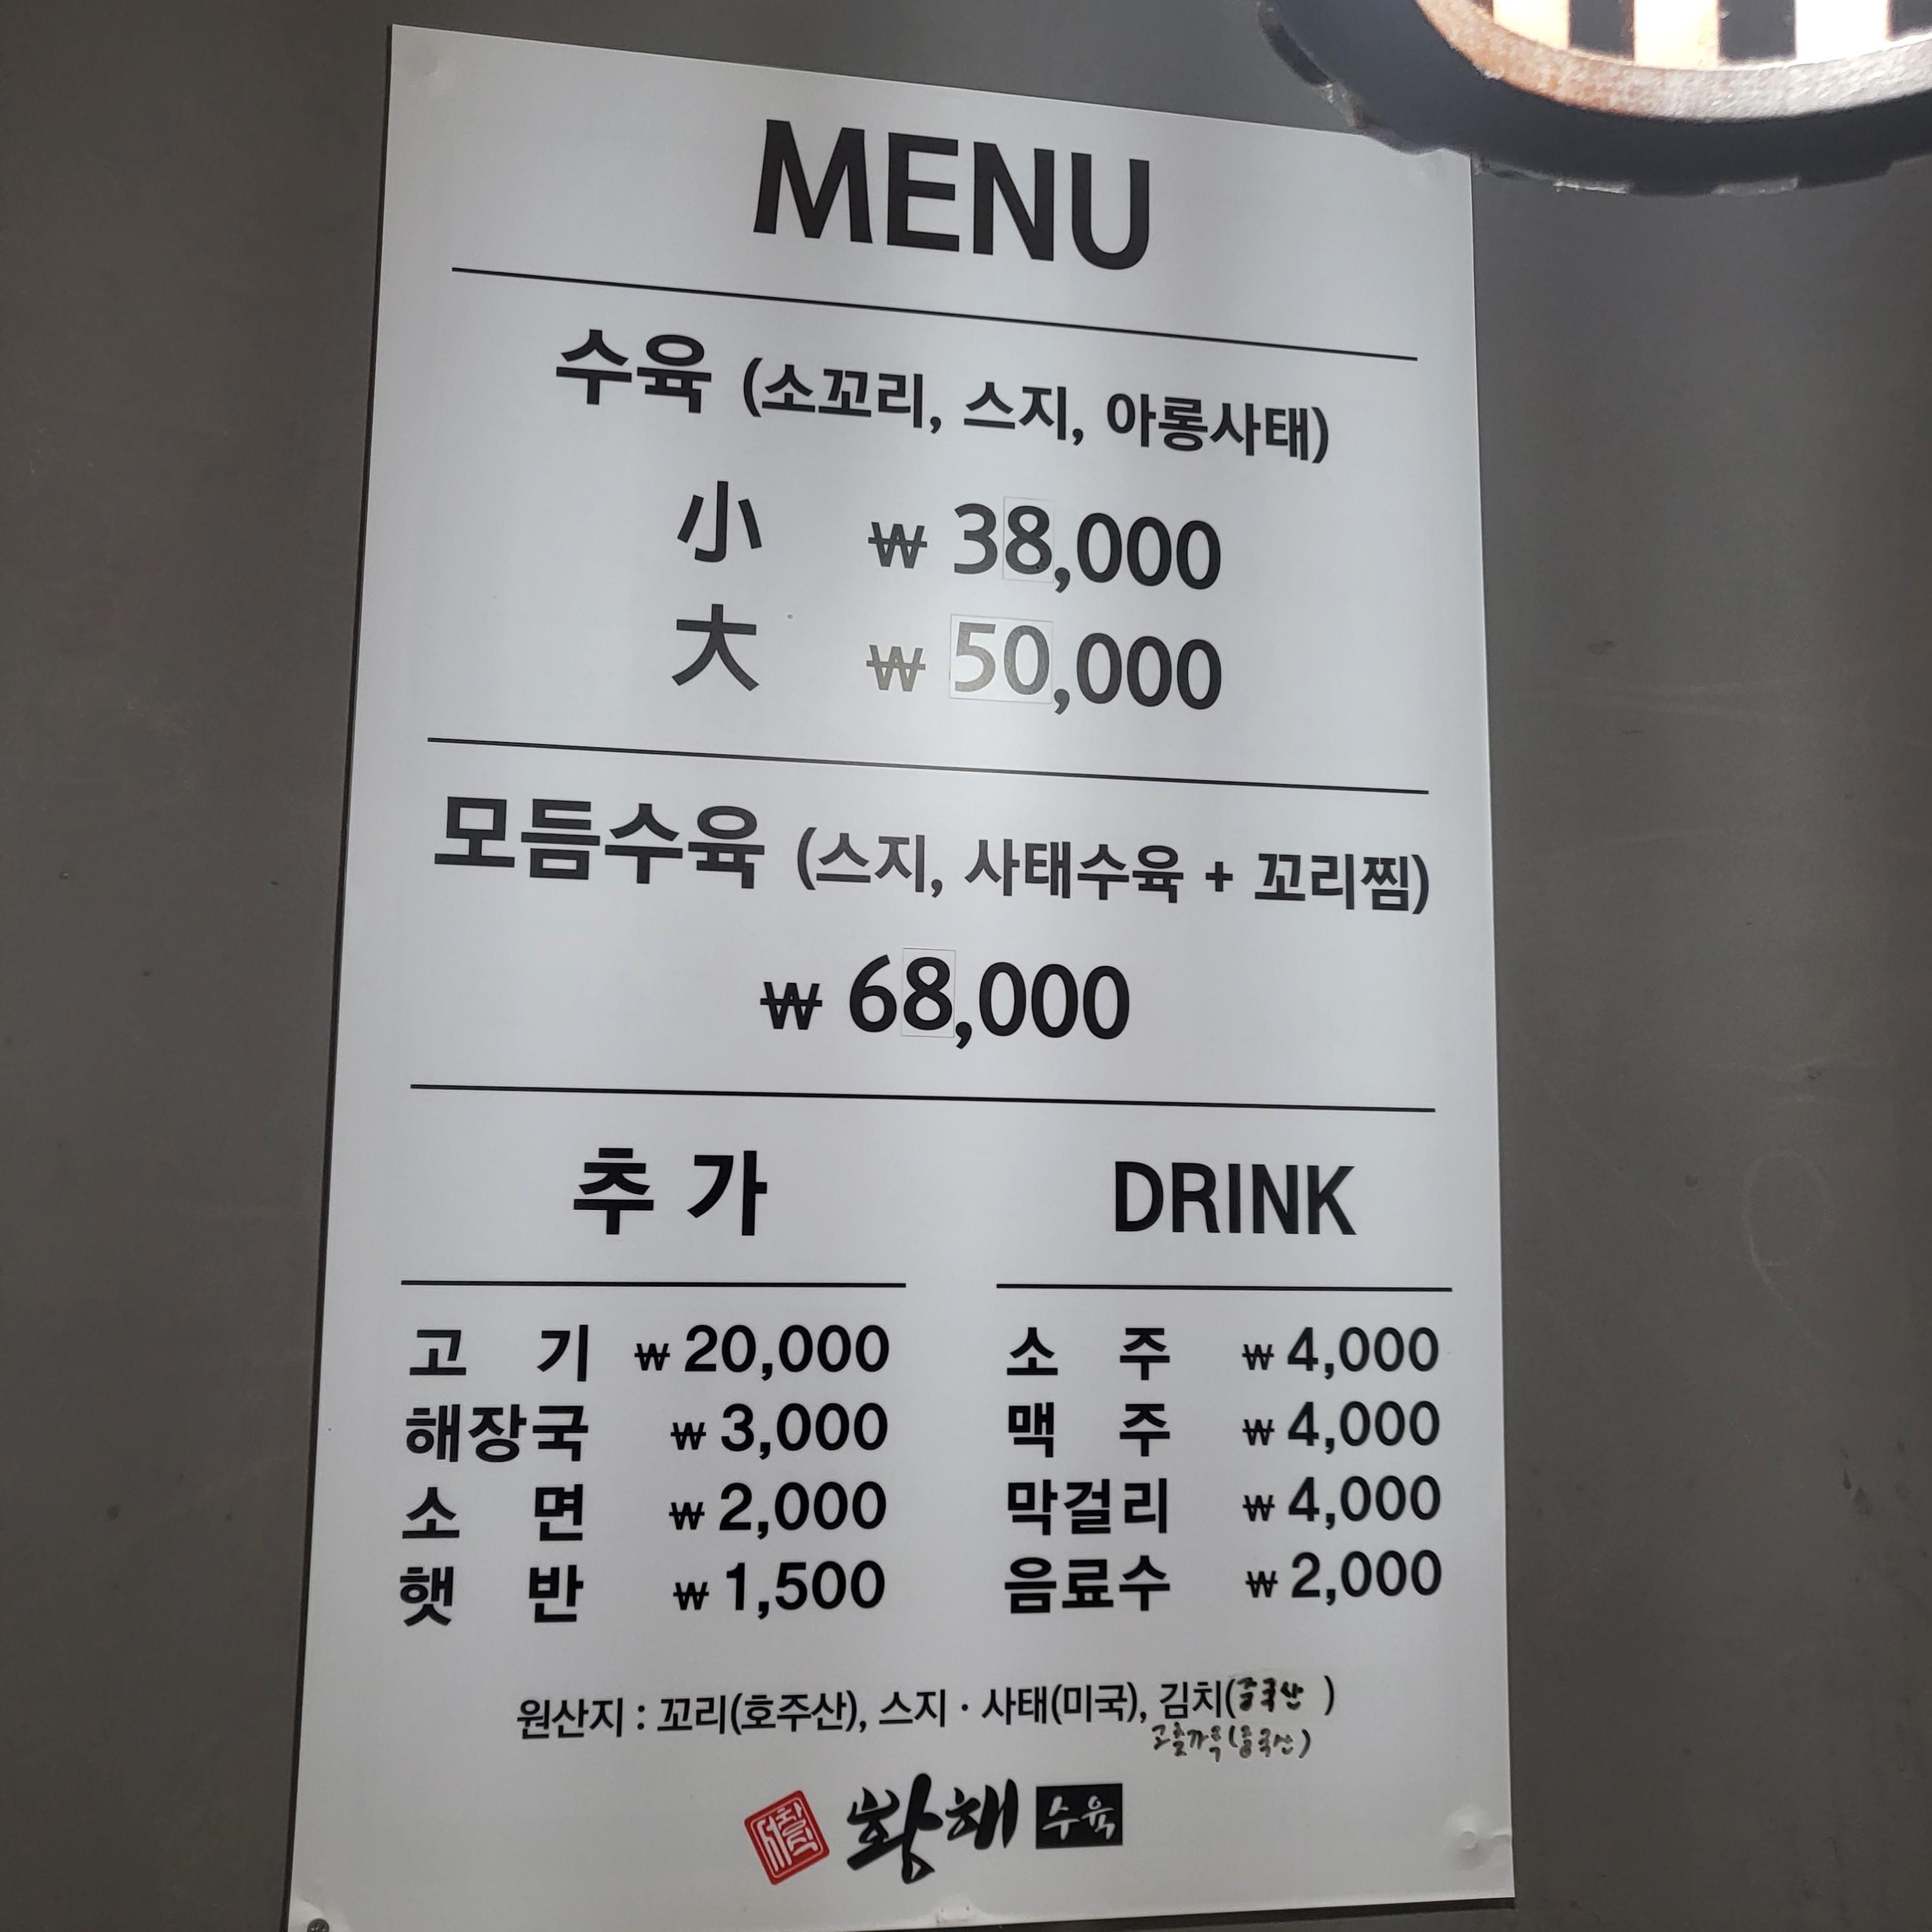 MENU
수육 (소꼬리, 스지, 아롱사태)
小 ₩ 38,000
大 ₩ 50,000
모듬수육 (스지, 사태수육 + 꼬리찜)
₩ 68,000
추 가
고 기 ₩ 20,000
해장국 ₩ 3,000
소 면 ₩ 2,000
햇 반 ₩ 1,500
DRINK
소 주 ₩ 4,000
맥 주 ₩ 4,000
막걸리 ₩ 4,000
음료수 ₩ 2,000
원산지 : 꼬리(호주산), 스지 · 사태(미국), 김치(중국산 )
고춧가루(중국산)
황해 수육